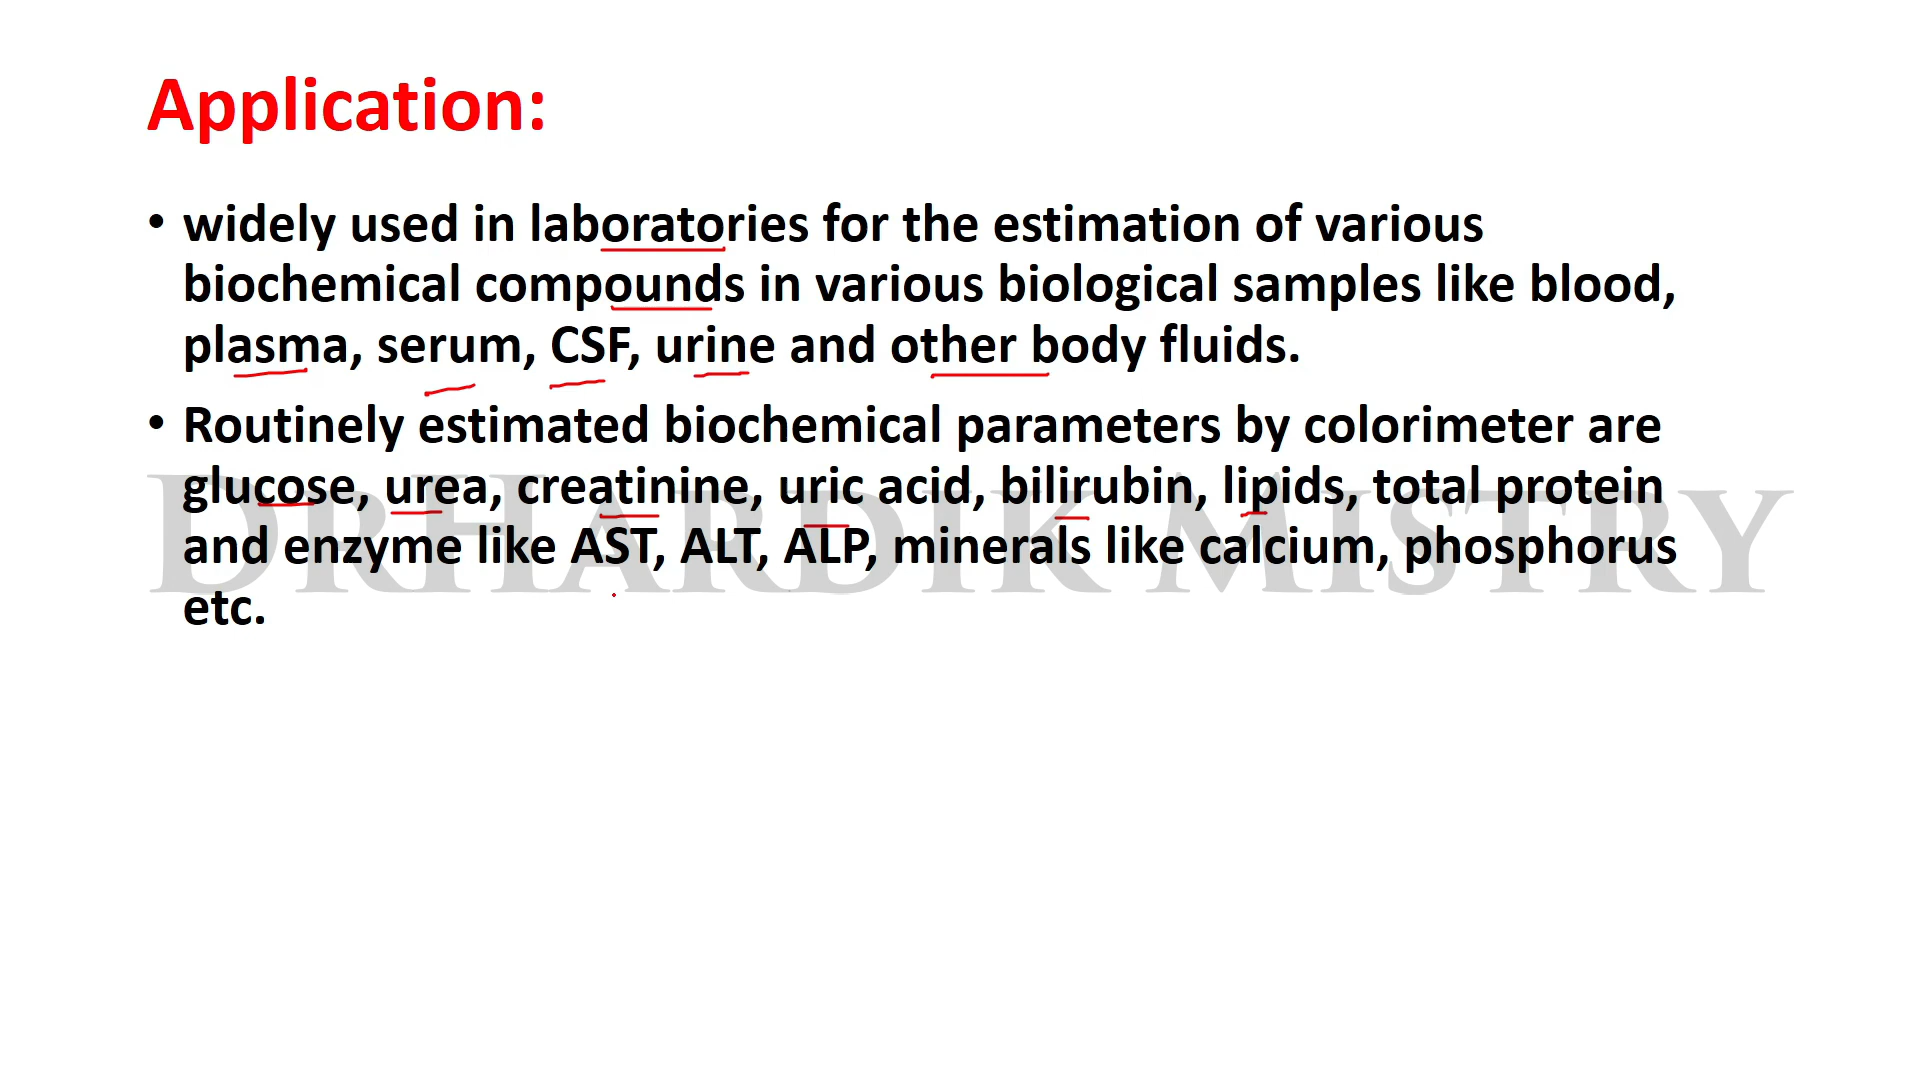 Application:
• widely used in laboratories for the estimation of various
biochemical compounds in various biological samples like blood,
plasma, serum, CSF, urine and other body fluids.
• Routinely estimated biochemical parameters by colorimeter are
glucose, urea, creatinine, uric acid, bilirubin, lipids, total protein
and enzyme like AST, ALT, ALP, minerals like calcium, phosphorus
etc.
DRHARDIK MISTRY